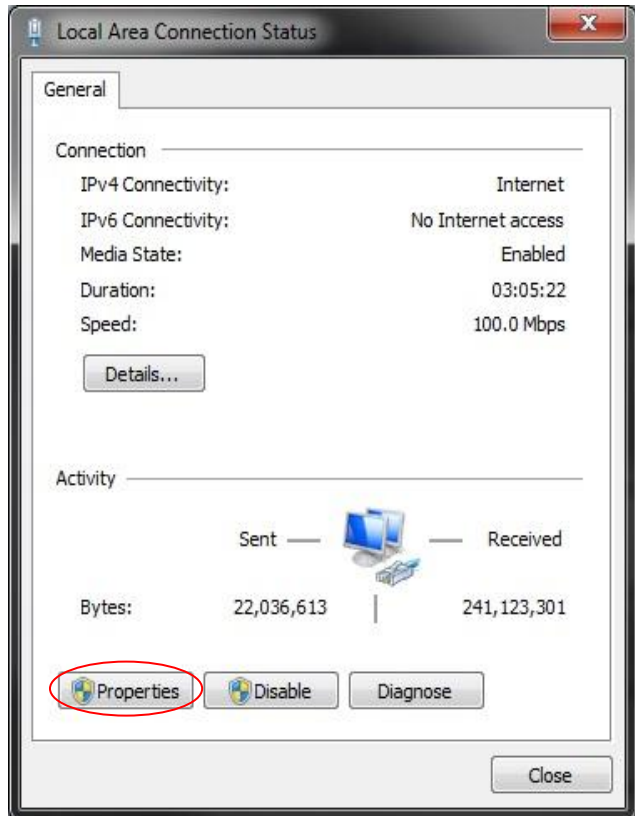 Local Area Connection Status
General
Connection
IPv4 Connectivity: Internet
IPv6 Connectivity: No Internet access
Media State: Enabled
Duration: 03:05:22
Speed: 100.0 Mbps
Details...
Activity
Sent Received
Bytes: 22,036,613 241,123,301
Properties Disable Diagnose
Close